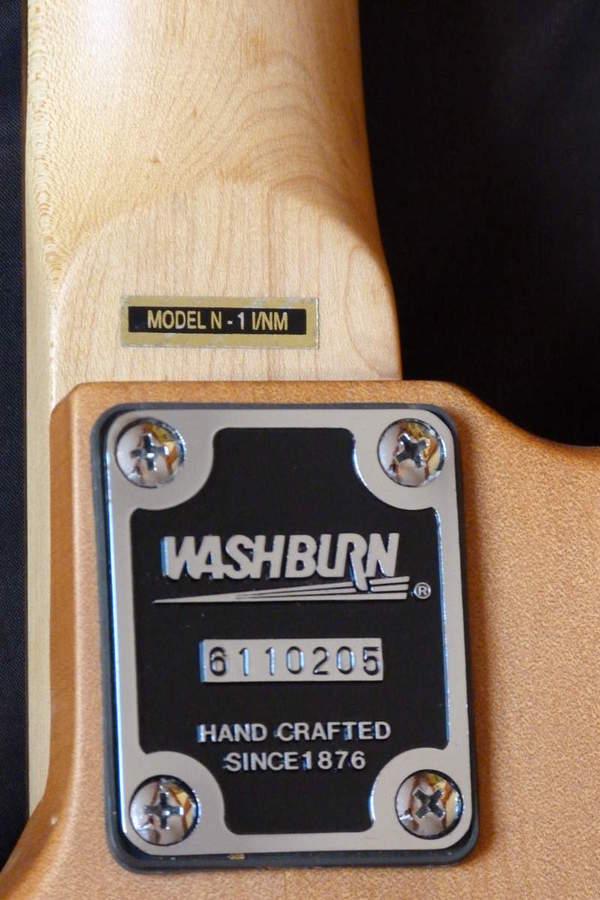 MODEL N - 1 I/NM
WASHBURN
®
6110205
HAND CRAFTED
SINCE1876